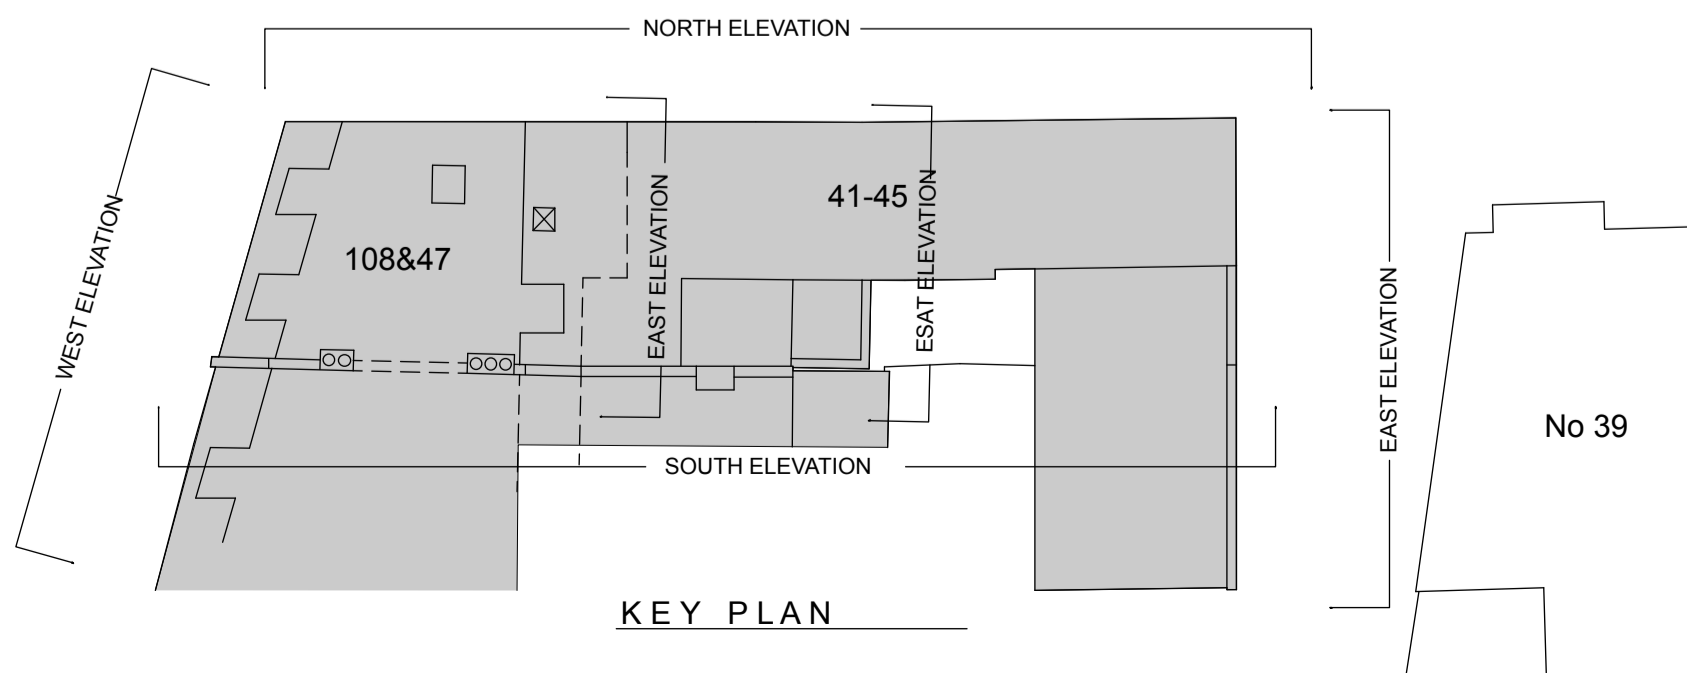 NORTH ELEVATION
WEST ELEVATION
108&47
41-45
EAST ELEVATION
ESAT ELEVATION
EAST ELEVATION
No 39
SOUTH ELEVATION
KEY PLAN